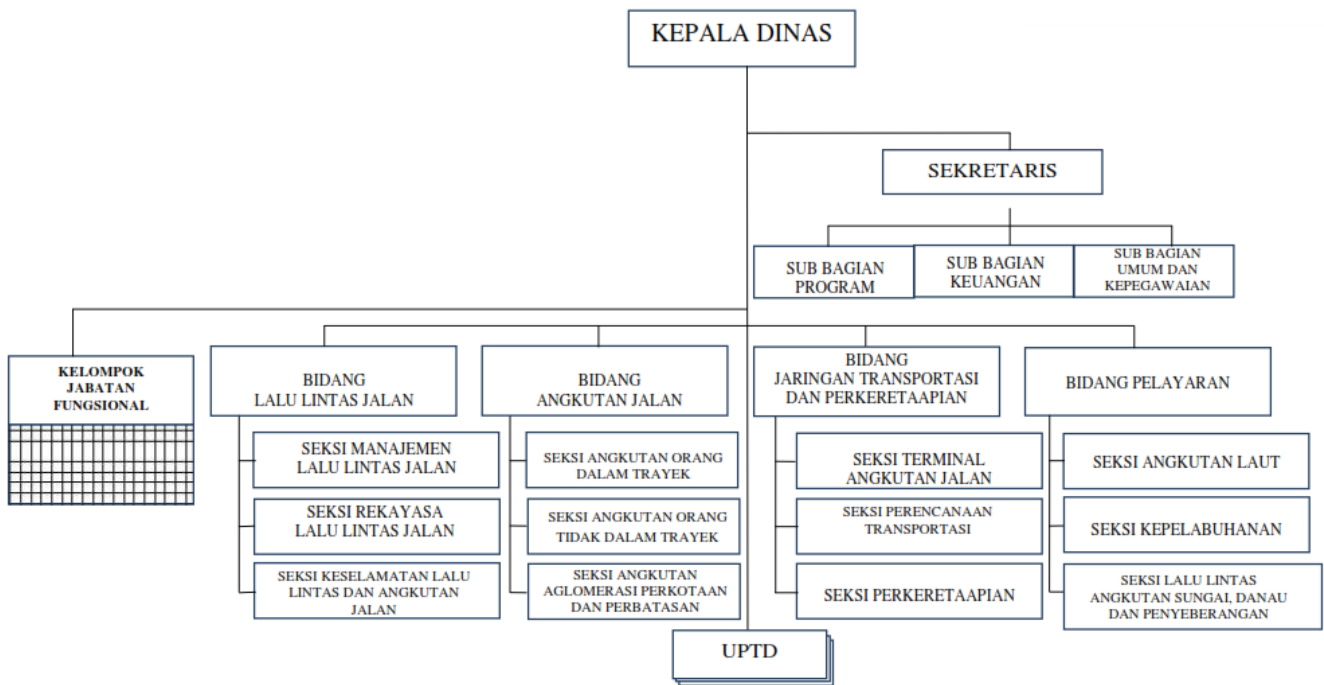 KEPALA DINAS
SEKRETARIS
SUB BAGIAN
PROGRAM
SUB BAGIAN
KEUANGAN
SUB BAGIAN
UMUM DAN
KEPEGAWAIAN
KELOMPOK
JABATAN
FUNGSIONAL
BIDANG
LALU LINTAS JALAN
SEKSI MANAJEMEN
LALU LINTAS JALAN
SEKSI REKAYASA
LALU LINTAS JALAN
SEKSI KESELAMATAN LALU
LINTAS DAN ANGKUTAN
JALAN
BIDANG
ANGKUTAN JALAN
SEKSI ANGKUTAN ORANG
DALAM TRAYEK
SEKSI ANGKUTAN ORANG
TIDAK DALAM TRAYEK
SEKSI ANGKUTAN
AGLOMERASI PERKOTAAN
DAN PERBATASAN
BIDANG
JARINGAN TRANSPORTASI
DAN PERKERETAAPIAN
SEKSI TERMINAL
ANGKUTAN JALAN
SEKSI PERENCANAAN
TRANSPORTASI
SEKSI PERKERETAAPIAN
BIDANG PELAYARAN
SEKSI ANGKUTAN LAUT
SEKSI KEPELABUHANAN
SEKSI LALU LINTAS
ANGKUTAN SUNGAI, DANAU
DAN PENYEBERANGAN
UPTD